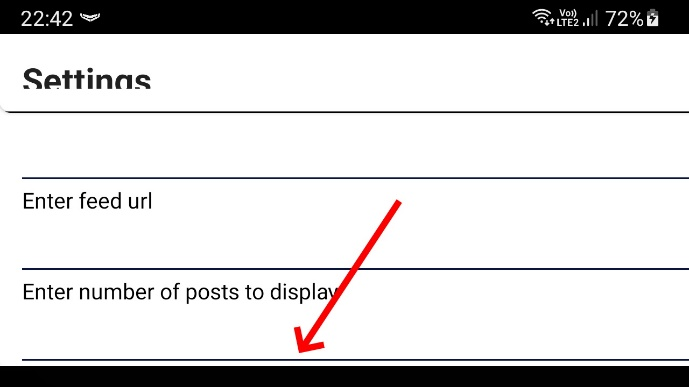 22:42 Vo) LTE2 72%
Settings
Enter feed url
Enter number of posts to display